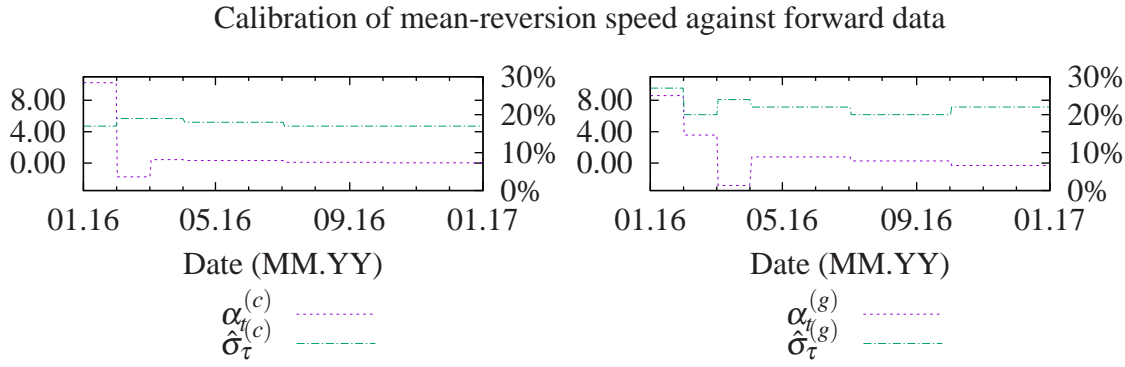 Calibration of mean-reversion speed against forward data
8.00
4.00
0.00
30%
20%
10%
0%
01.16 05.16 09.16 01.17
Date (MM.YY)
α_t^(c)
σ̂_τ^(c)
8.00
4.00
0.00
30%
20%
10%
0%
01.16 05.16 09.16 01.17
Date (MM.YY)
α_t^(g)
σ̂_τ^(g)